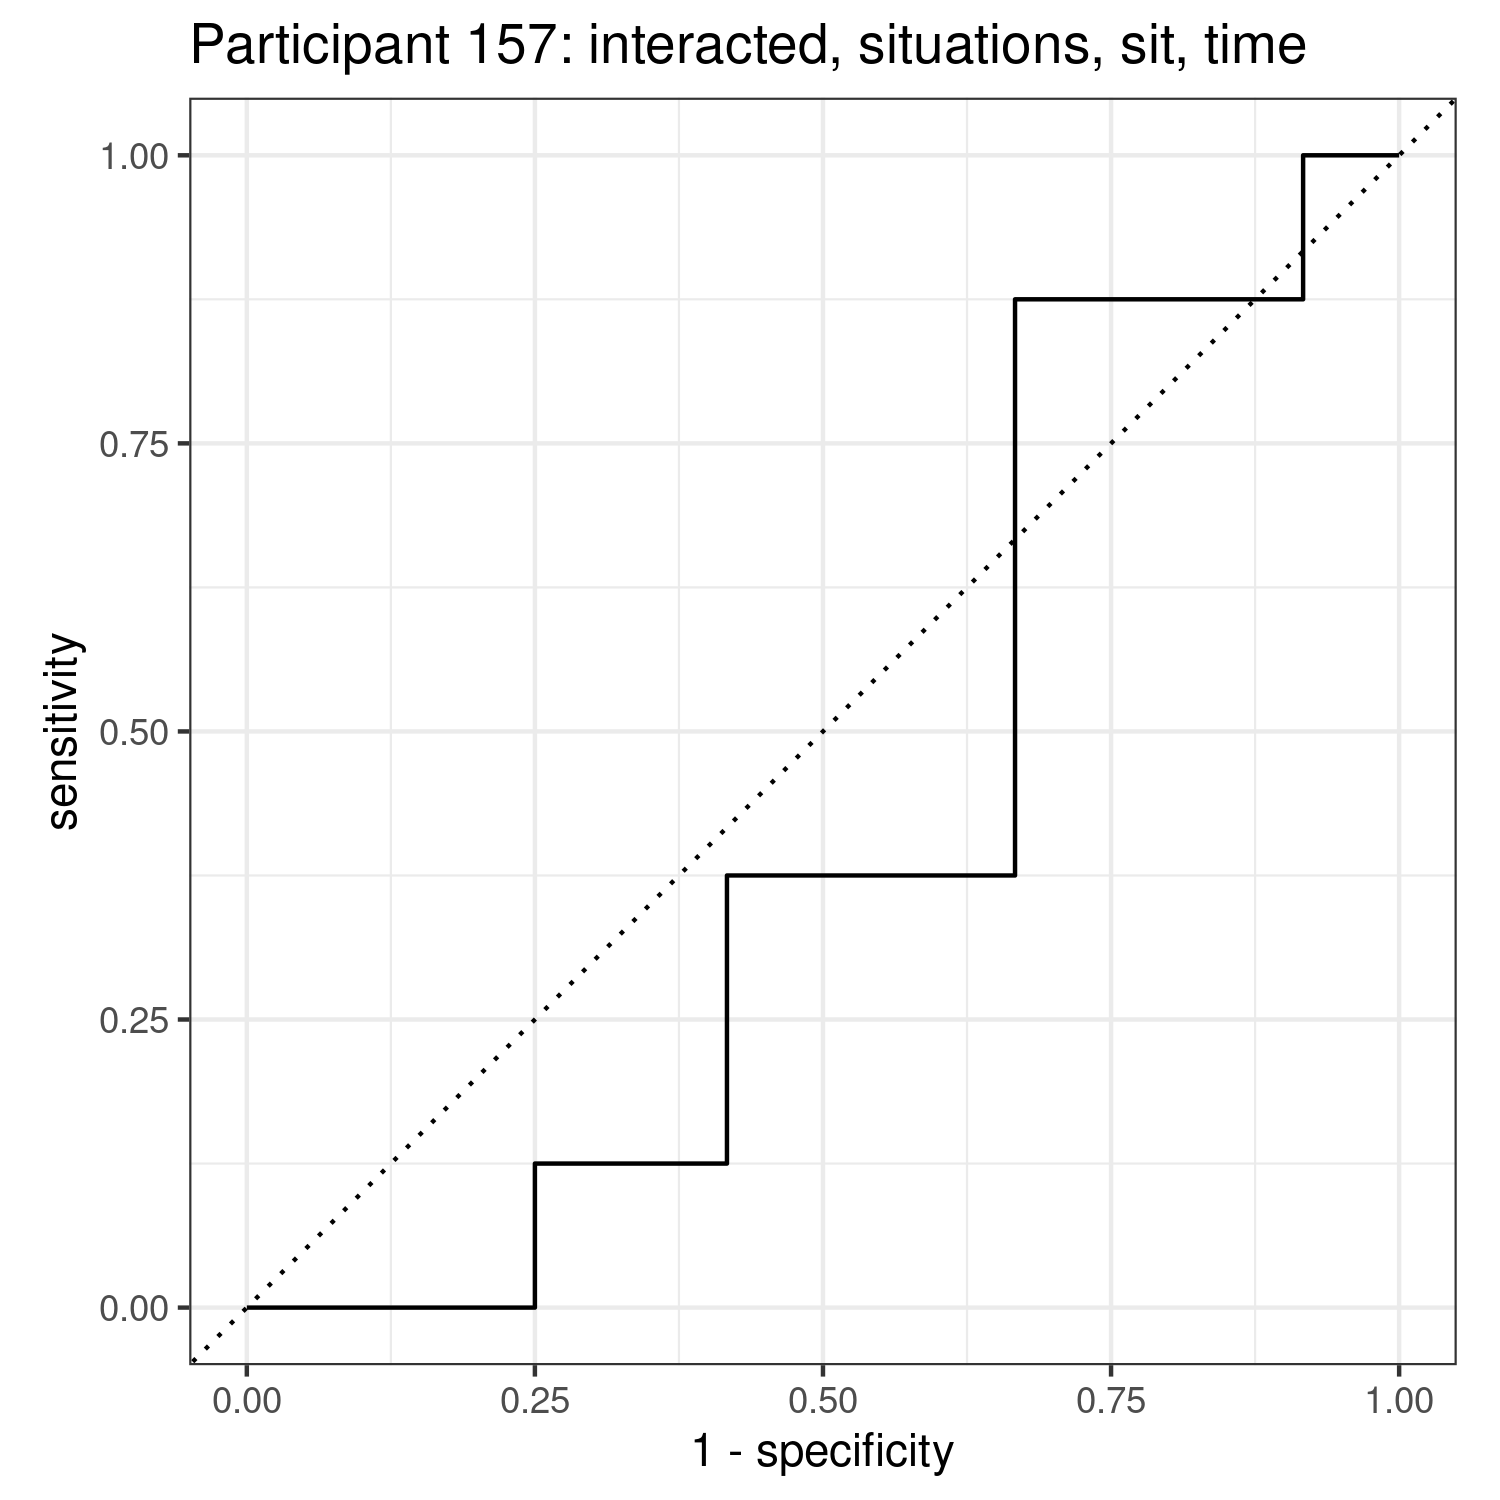 Participant 157: interacted, situations, sit, time
1.00
0.75
0.50
0.25
0.00
sensitivity
0.00 0.25 0.50 0.75 1.00
1 - specificity